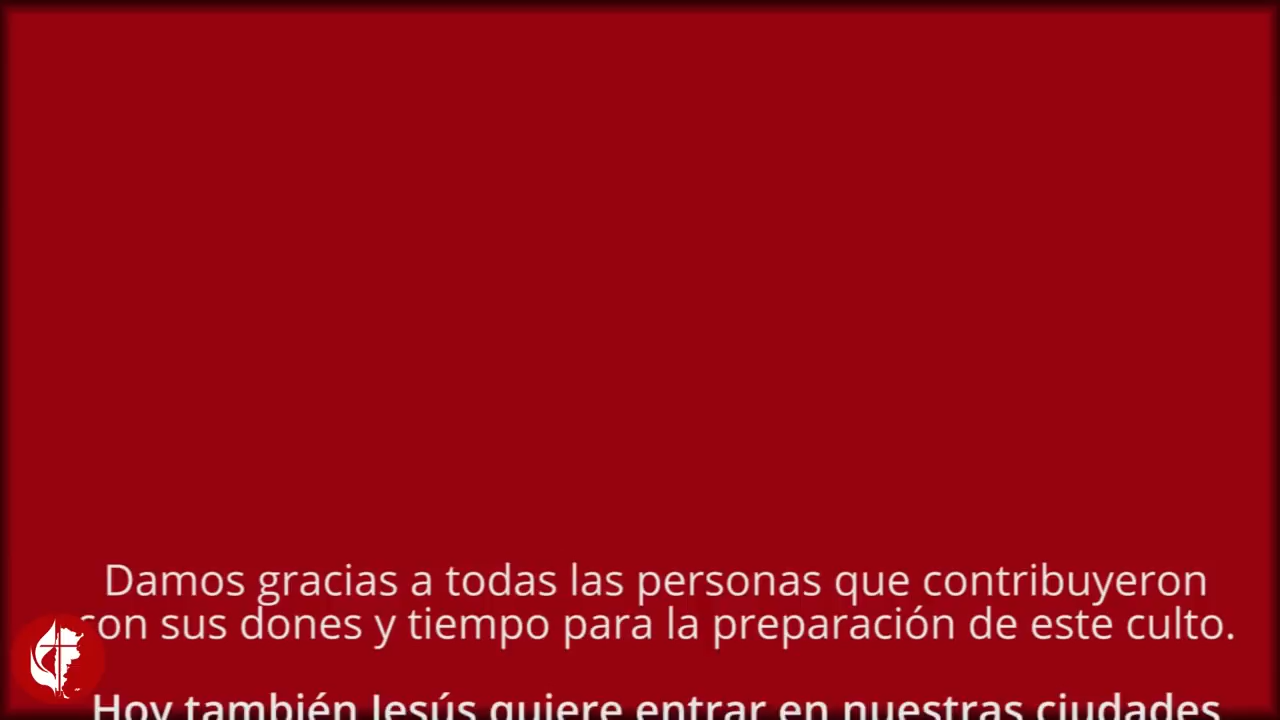 Damos gracias a todas las personas que contribuyeron
con sus dones y tiempo para la preparación de este culto.
Hoy también Jesús quiere entrar en nuestras ciudades